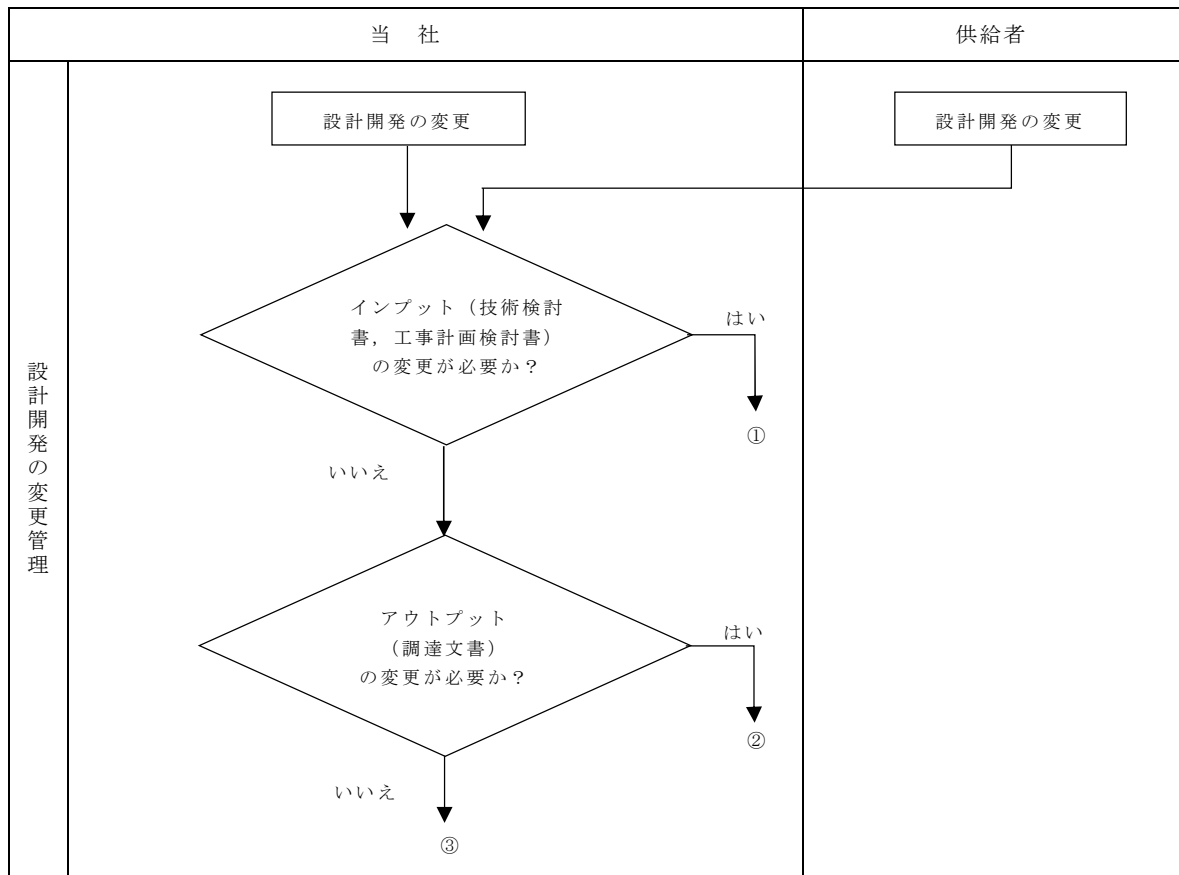 当 社
供給者
設計開発の変更管理
設計開発の変更
設計開発の変更
インプット（技術検討
書，工事計画検討書）
の変更が必要か？
はい
①
いいえ
アウトプット
（調達文書）
の変更が必要か？
はい
②
いいえ
③